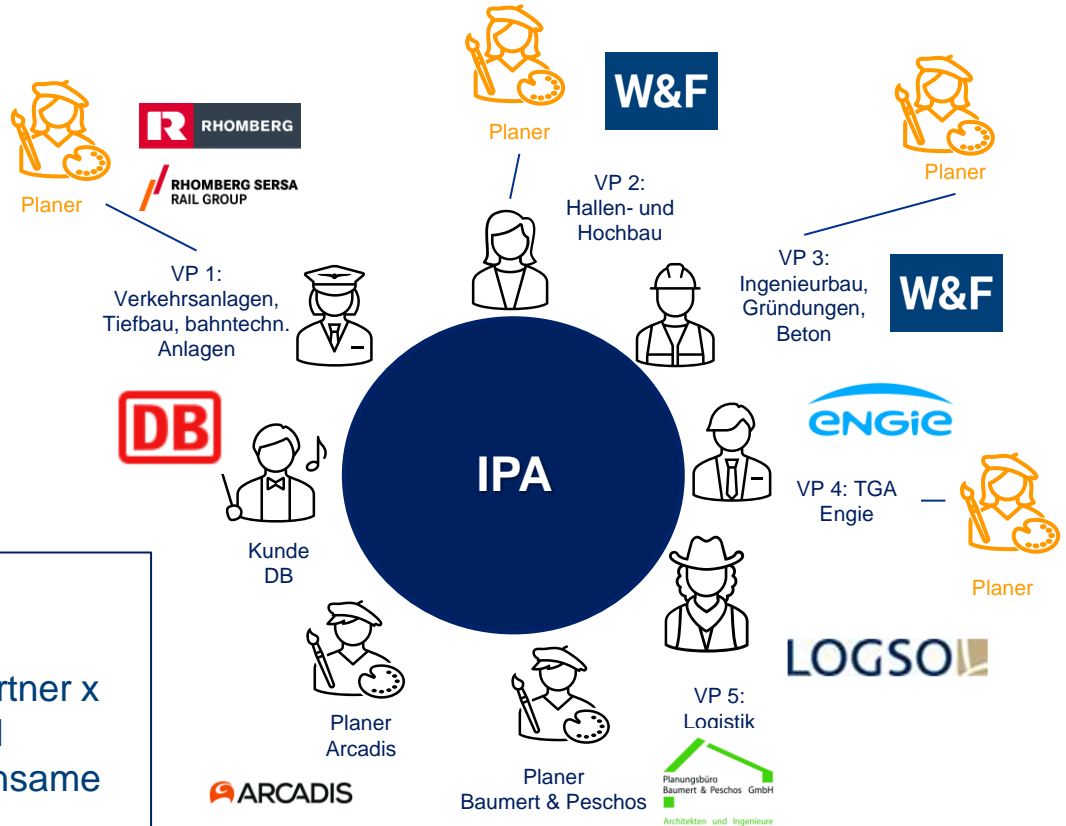 Planer
RHOMBERG
RHOMBERG SERSA
RAIL GROUP
VP 1:
Verkehrsanlagen,
Tiefbau, bahntechn.
Anlagen
Planer
W&F
VP 2:
Hallen- und
Hochbau
Planer
VP 3:
Ingenieurbau,
Gründungen,
Beton
W&F
DB
Kunde
DB
IPA
ENGIE
VP 4: TGA
Engie
Planer
LOGSOL
VP 5:
Logistik
Planer
Arcadis
ARCADIS
Planer
Baumert & Peschos
Planungsbüro
Baumert & Peschos GmbH
Architekten und Ingenieure
rtner x
nsame